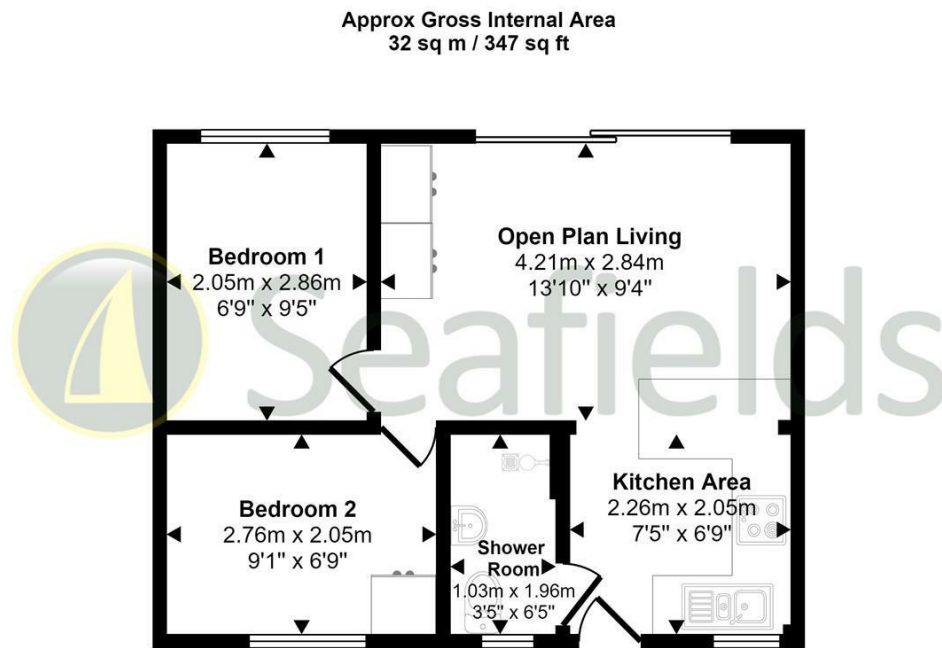 Approx Gross Internal Area
32 sq m / 347 sq ft
Bedroom 1
2.05m x 2.86m
6'9" x 9'5"
Open Plan Living
4.21m x 2.84m
13'10" x 9'4"
Seafields
Bedroom 2
2.76m x 2.05m
9'1" x 6'9"
Shower
Room
1.03m x 1.96m
3'5" x 6'5"
Kitchen Area
2.26m x 2.05m
7'5" x 6'9"